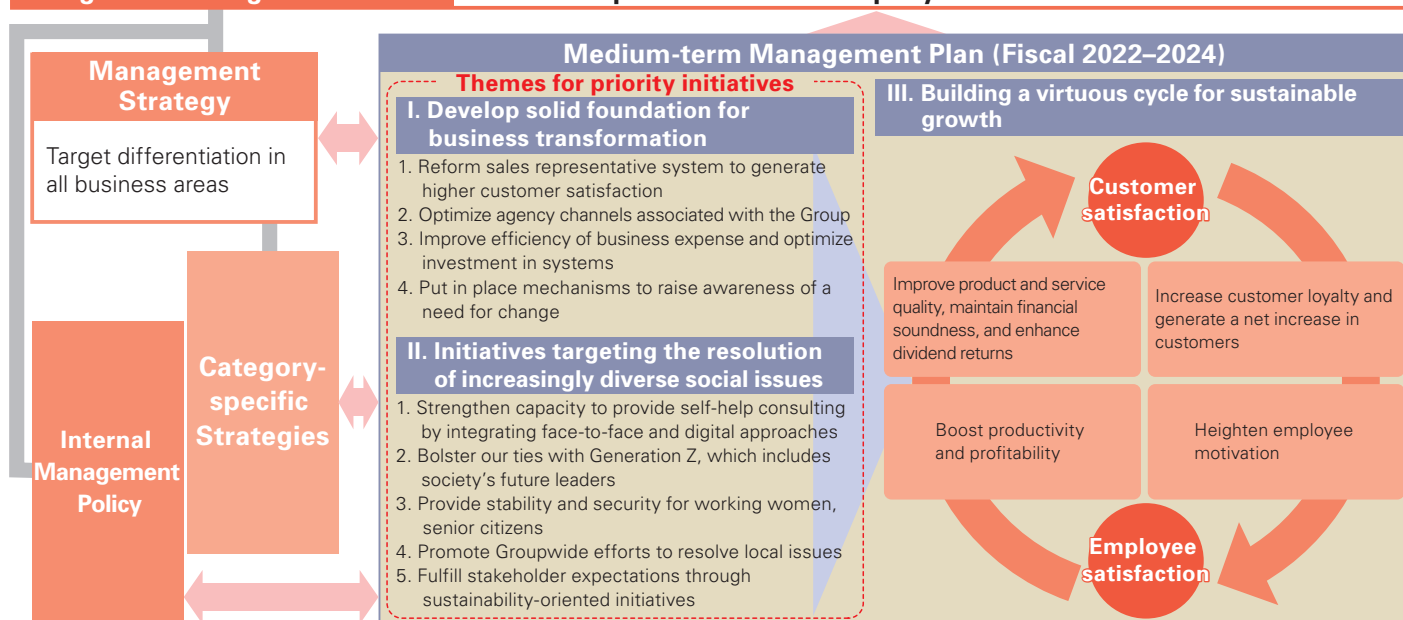 Management
Strategy
Target differentiation in
all business areas
Category-
specific
Strategies
Internal
Management
Policy
Medium-term Management Plan (Fiscal 2022–2024)
Themes for priority initiatives
I. Develop solid foundation for
business transformation
1. Reform sales representative system to generate
higher customer satisfaction
2. Optimize agency channels associated with the Group
3. Improve efficiency of business expense and optimize
investment in systems
4. Put in place mechanisms to raise awareness of a
need for change
II. Initiatives targeting the resolution
of increasingly diverse social issues
1. Strengthen capacity to provide self-help consulting
by integrating face-to-face and digital approaches
2. Bolster our ties with Generation Z, which includes
society's future leaders
3. Provide stability and security for working women,
senior citizens
4. Promote Groupwide efforts to resolve local issues
5. Fulfill stakeholder expectations through
sustainability-oriented initiatives
III. Building a virtuous cycle for sustainable
growth
Customer
satisfaction
Improve product and service
quality, maintain financial
soundness, and enhance
dividend returns
Increase customer loyalty and
generate a net increase in
customers
Boost productivity
and profitability
Heighten employee
motivation
Employee
satisfaction